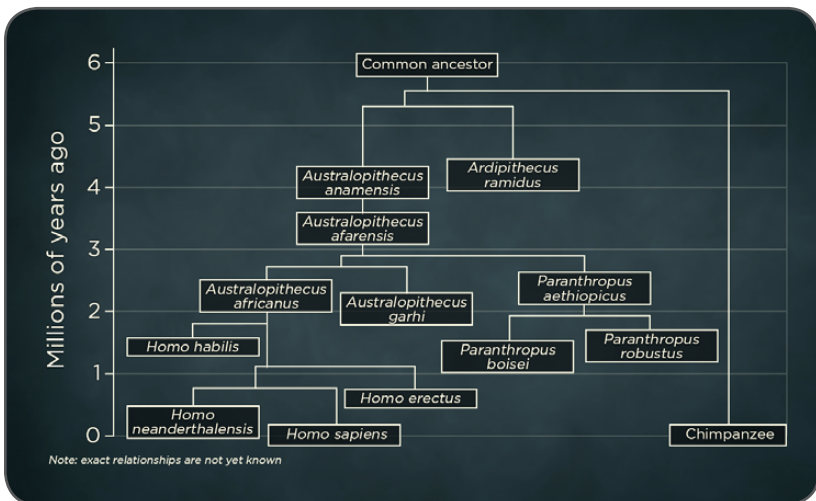 Millions of years ago
6
5
4
3
2
1
0
Common ancestor
Australopithecus
anamensis
Ardipithecus
ramidus
Australopithecus
afarensis
Australopithecus
africanus
Australopithecus
garhi
Paranthropus
aethiopicus
Homo habilis
Paranthropus
boisei
Paranthropus
robustus
Homo erectus
Homo
neanderthalensis
Homo sapiens
Chimpanzee
Note: exact relationships are not yet known